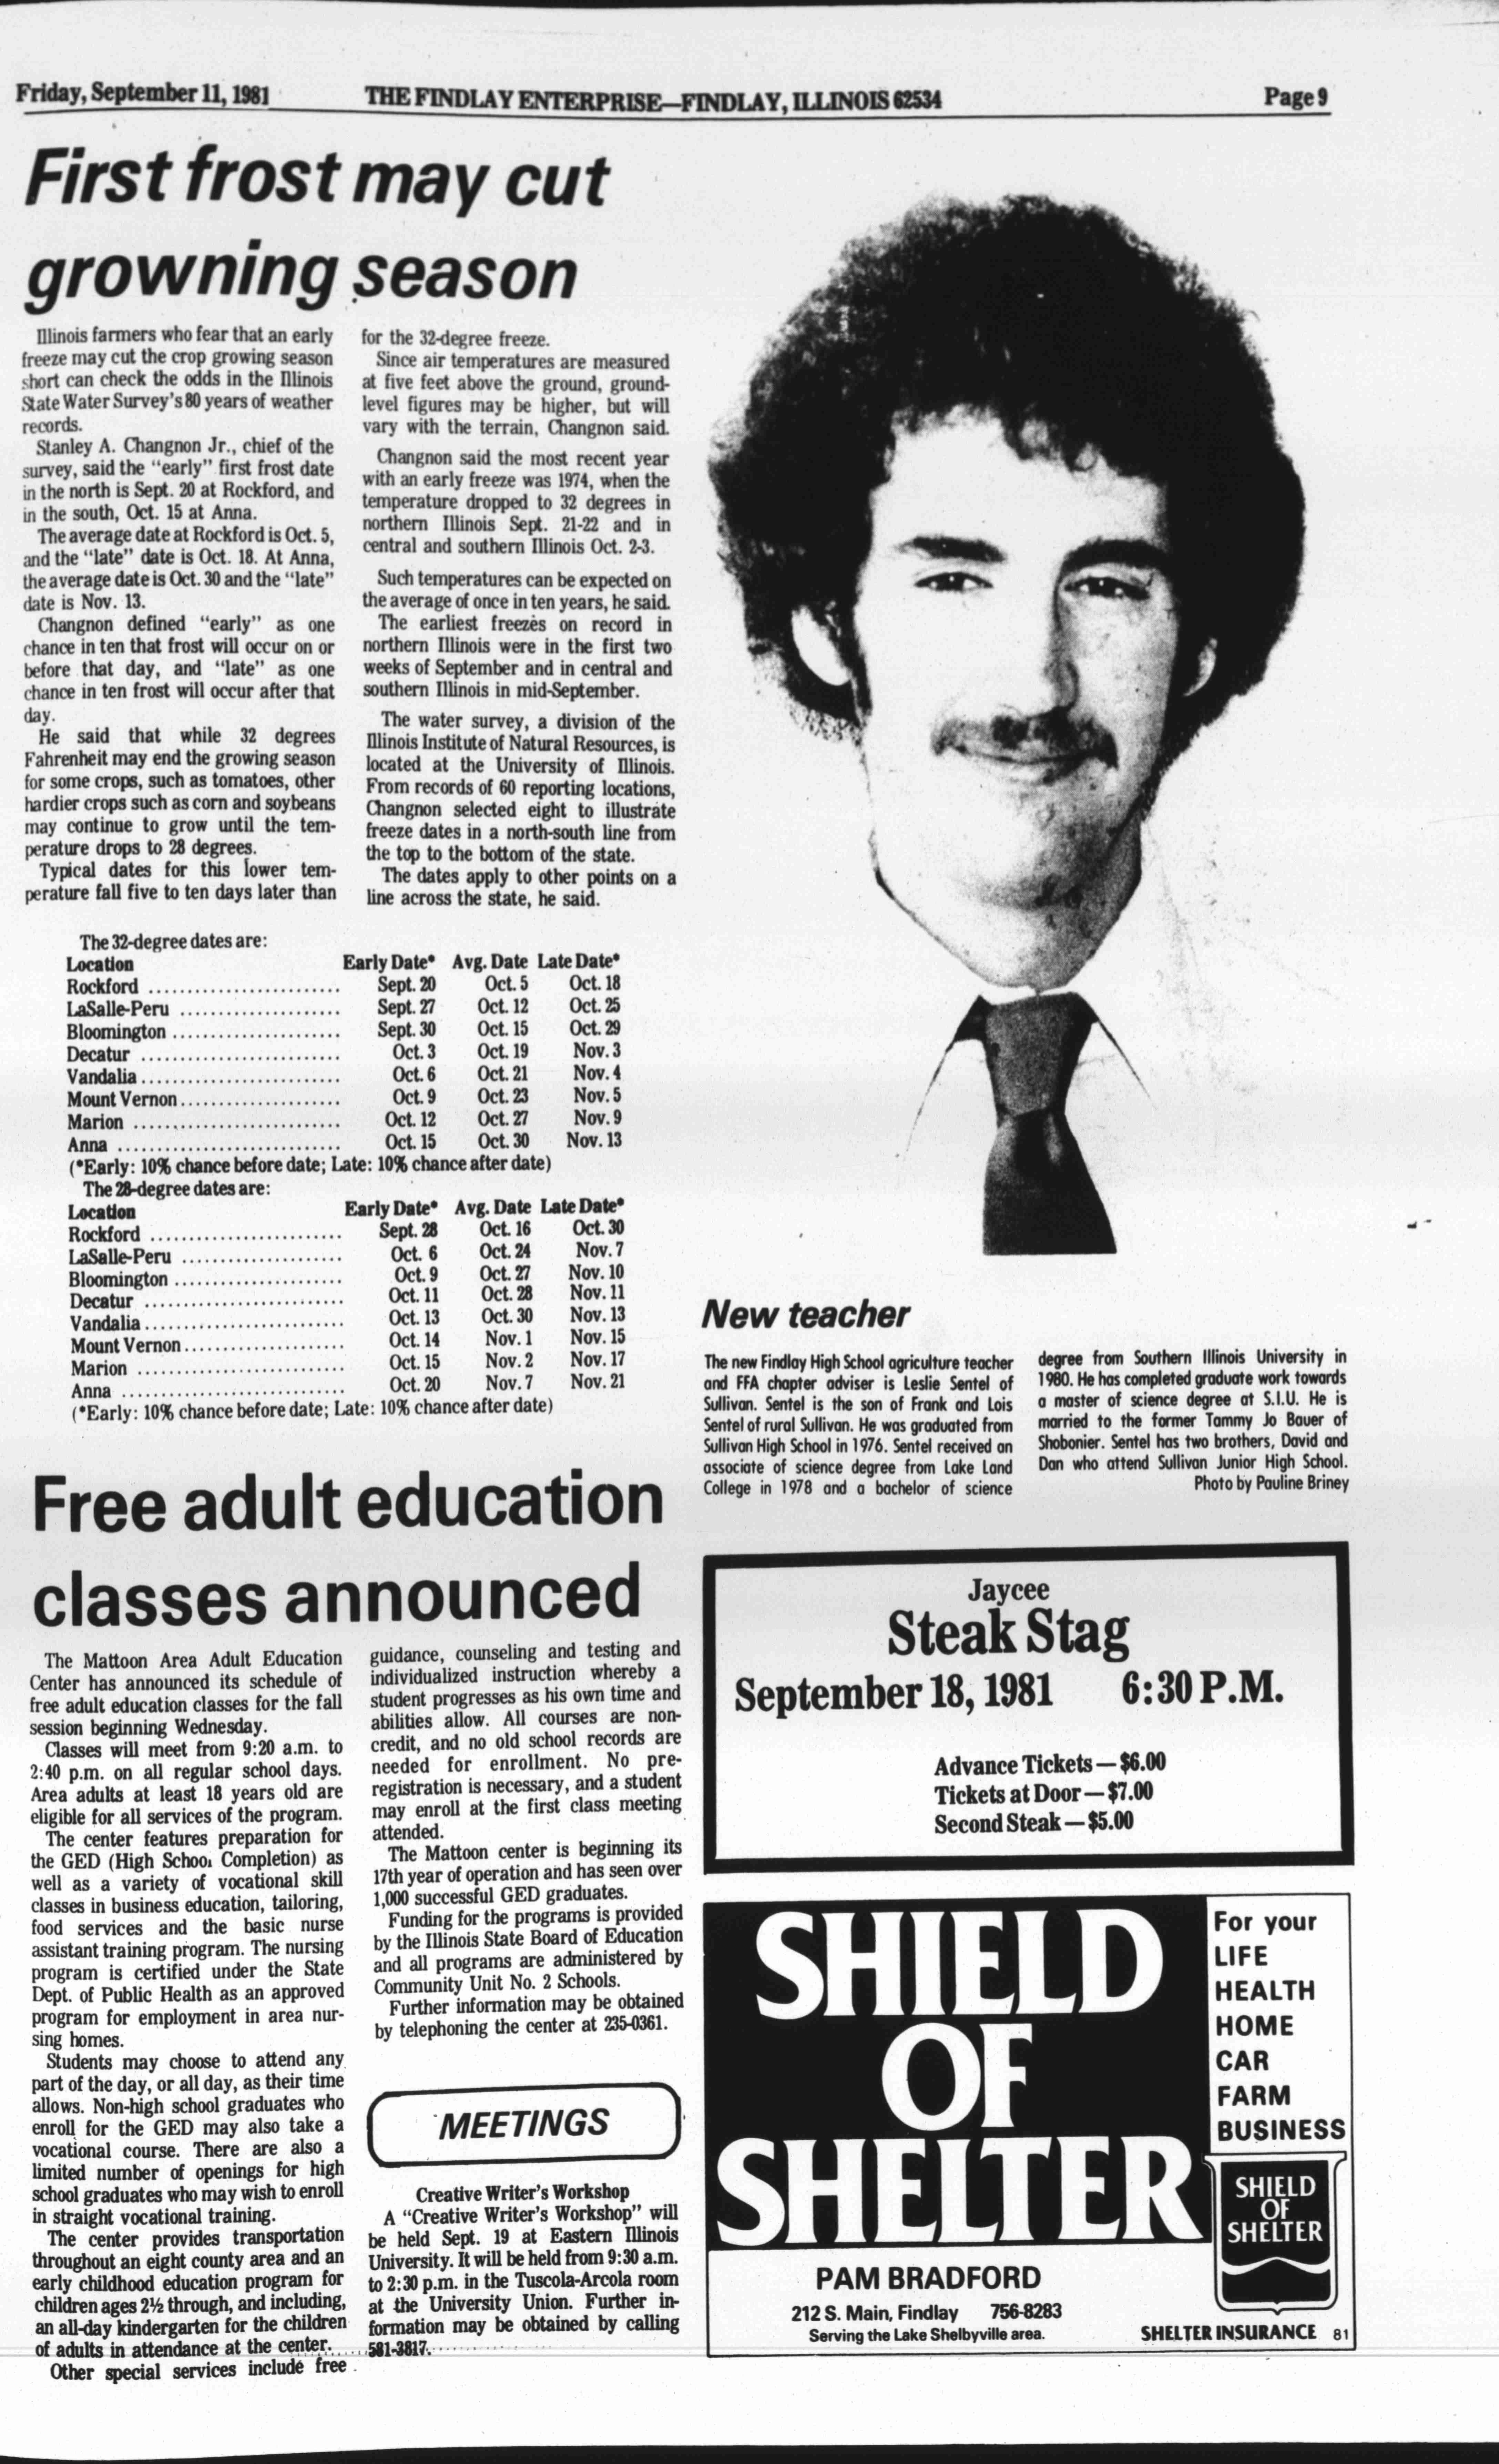 Friday, September 11, 1981 THE FINDLAY ENTERPRISE—FINDLAY, ILLINOIS 62534 Page 9
First frost may cut
growning season
Illinois farmers who fear that an early
freeze may cut the crop growing season
short can check the odds in the Illinois
State Water Survey's 80 years of weather
records.
Stanley A. Changnon Jr., chief of the
survey, said the "early" first frost date
in the north is Sept. 20 at Rockford, and
in the south, Oct. 15 at Anna.
The average date at Rockford is Oct. 5,
and the "late" date is Oct. 18. At Anna,
the average date is Oct. 30 and the "late"
date is Nov. 13.
Changnon defined "early" as one
chance in ten that frost will occur on or
before that day, and "late" as one
chance in ten frost will occur after that
day.
He said that while 32 degrees
Fahrenheit may end the growing season
for some crops, such as tomatoes, other
hardier crops such as corn and soybeans
may continue to grow until the tem-
perature drops to 28 degrees.
Typical dates for this lower tem-
perature fall five to ten days later than
for the 32-degree freeze.
Since air temperatures are measured
at five feet above the ground, ground-
level figures may be higher, but will
vary with the terrain, Changnon said.
Changnon said the most recent year
with an early freeze was 1974, when the
temperature dropped to 32 degrees in
northern Illinois Sept. 21-22 and in
central and southern Illinois Oct. 2-3.
Such temperatures can be expected on
the average of once in ten years, he said.
The earliest freezes on record in
northern Illinois were in the first two
weeks of September and in central and
southern Illinois in mid-September.
The water survey, a division of the
Illinois Institute of Natural Resources, is
located at the University of Illinois.
From records of 60 reporting locations,
Changnon selected eight to illustrate
freeze dates in a north-south line from
the top to the bottom of the state.
The dates apply to other points on a
line across the state, he said.
The 32-degree dates are:
Location Early Date* Avg. Date Late Date*
Rockford ......................... Sept. 20 Oct. 5 Oct. 18
LaSalle-Peru ..................... Sept. 27 Oct. 12 Oct. 25
Bloomington ...................... Sept. 30 Oct. 15 Oct. 29
Decatur .......................... Oct. 3 Oct. 19 Nov. 3
Vandalia .......................... Oct. 6 Oct. 21 Nov. 4
Mount Vernon ..................... Oct. 9 Oct. 23 Nov. 5
Marion ........................... Oct. 12 Oct. 27 Nov. 9
Anna ............................. Oct. 15 Oct. 30 Nov. 13
(*Early: 10% chance before date; Late: 10% chance after date)
The 28-degree dates are:
Location Early Date* Avg. Date Late Date*
Rockford ......................... Sept. 28 Oct. 16 Oct. 30
LaSalle-Peru ..................... Oct. 6 Oct. 24 Nov. 7
Bloomington ...................... Oct. 9 Oct. 27 Nov. 10
Decatur .......................... Oct. 11 Oct. 28 Nov. 11
Vandalia .......................... Oct. 13 Oct. 30 Nov. 13
Mount Vernon ..................... Oct. 14 Nov. 1 Nov. 15
Marion ........................... Oct. 15 Nov. 2 Nov. 17
Anna ............................. Oct. 20 Nov. 7 Nov. 21
(*Early: 10% chance before date; Late: 10% chance after date)
New teacher
The new Findlay High School agriculture teacher
and FFA chapter adviser is Leslie Sentel of
Sullivan. Sentel is the son of Frank and Lois
Sentel of rural Sullivan. He was graduated from
Sullivan High School in 1976. Sentel received an
associate of science degree from Lake Land
College in 1978 and a bachelor of science
degree from Southern Illinois University in
1980. He has completed graduate work towards
a master of science degree at S.I.U. He is
married to the former Tammy Jo Bauer of
Shobonier. Sentel has two brothers, David and
Dan who attend Sullivan Junior High School.
Photo by Pauline Briney
Free adult education
classes announced
The Mattoon Area Adult Education
Center has announced its schedule of
free adult education classes for the fall
session beginning Wednesday.
Classes will meet from 9:20 a.m. to
2:40 p.m. on all regular school days.
Area adults at least 18 years old are
eligible for all services of the program.
The center features preparation for
the GED (High School Completion) as
well as a variety of vocational skill
classes in business education, tailoring,
food services and the basic nurse
assistant training program. The nursing
program is certified under the State
Dept. of Public Health as an approved
program for employment in area nur-
sing homes.
Students may choose to attend any
part of the day, or all day, as their time
allows. Non-high school graduates who
enroll for the GED may also take a
vocational course. There are also a
limited number of openings for high
school graduates who may wish to enroll
in straight vocational training.
The center provides transportation
throughout an eight county area and an
early childhood education program for
children ages 2½ through, and including,
an all-day kindergarten for the children
of adults in attendance at the center.
Other special services include free
guidance, counseling and testing and
individualized instruction whereby a
student progresses as his own time and
abilities allow. All courses are non-
credit, and no old school records are
needed for enrollment. No pre-
registration is necessary, and a student
may enroll at the first class meeting
attended.
The Mattoon center is beginning its
17th year of operation and has seen over
1,000 successful GED graduates.
Funding for the programs is provided
by the Illinois State Board of Education
and all programs are administered by
Community Unit No. 2 Schools.
Further information may be obtained
by telephoning the center at 235-0361.
MEETINGS
Creative Writer's Workshop
A "Creative Writer's Workshop" will
be held Sept. 19 at Eastern Illinois
University. It will be held from 9:30 a.m.
to 2:30 p.m. in the Tuscola-Arcola room
at the University Union. Further in-
formation may be obtained by calling
581-3817.
Jaycee
Steak Stag
September 18, 1981 6:30 P.M.
Advance Tickets — $6.00
Tickets at Door — $7.00
Second Steak — $5.00
SHIELD
OF
SHELTER
For your
LIFE
HEALTH
HOME
CAR
FARM
BUSINESS
SHIELD
OF
SHELTER
PAM BRADFORD
212 S. Main, Findlay 756-8283
Serving the Lake Shelbyville area.
SHELTER INSURANCE 81